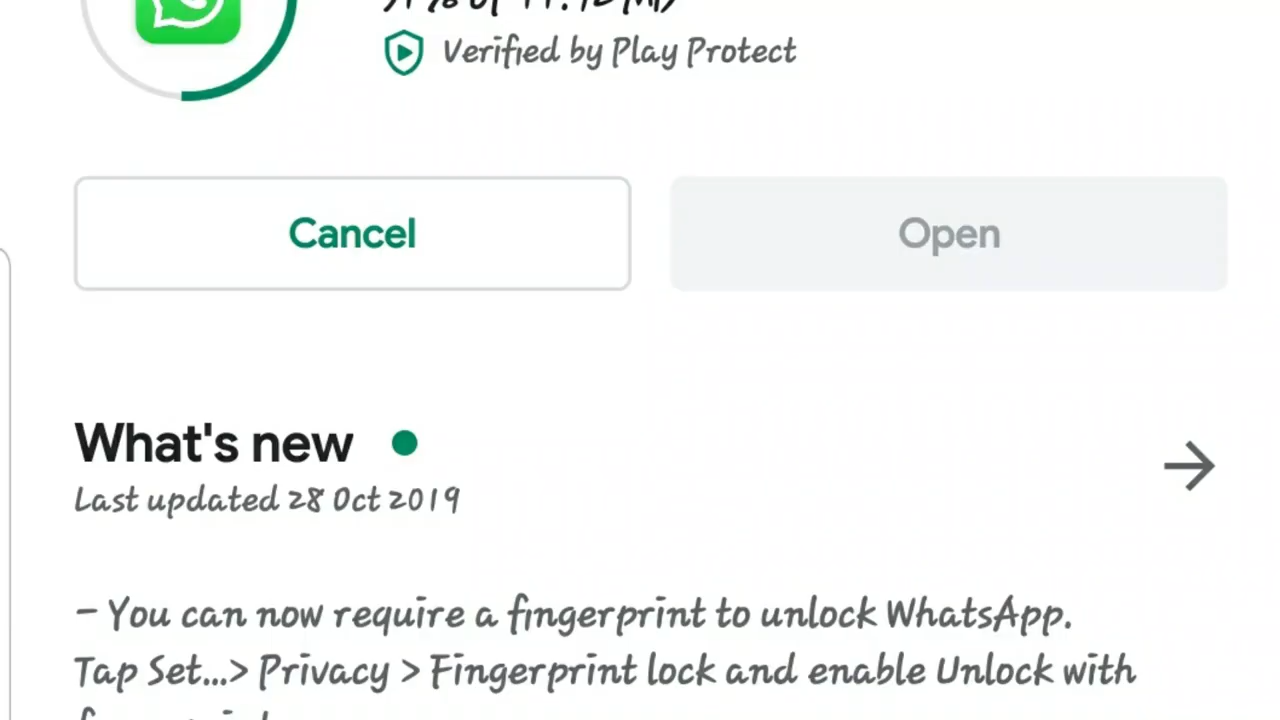 Verified by Play Protect
Cancel
Open
What's new
Last updated 28 Oct 2019
– You can now require a fingerprint to unlock WhatsApp.
Tap Set...> Privacy > Fingerprint lock and enable Unlock with